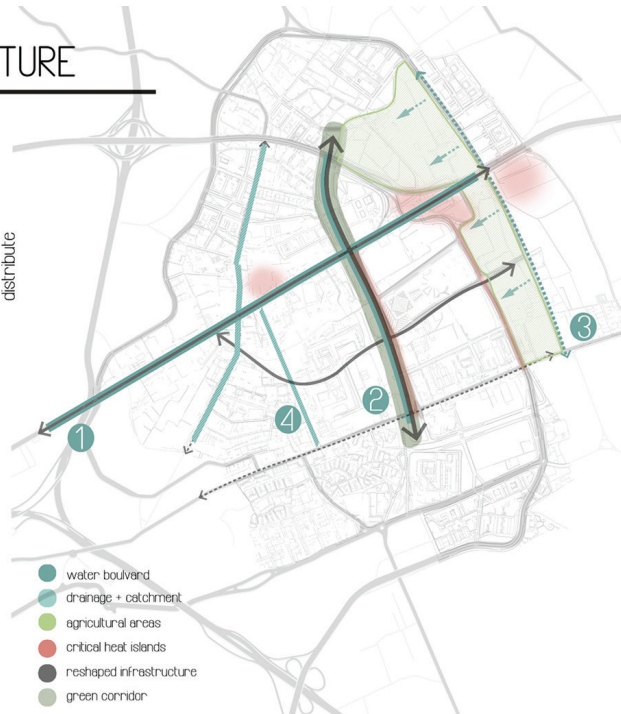 TURE
distribute
3
2
4
1
water boulvard
drainage + catchment
agricultural areas
critical heat islands
reshaped infrastructure
green corridor